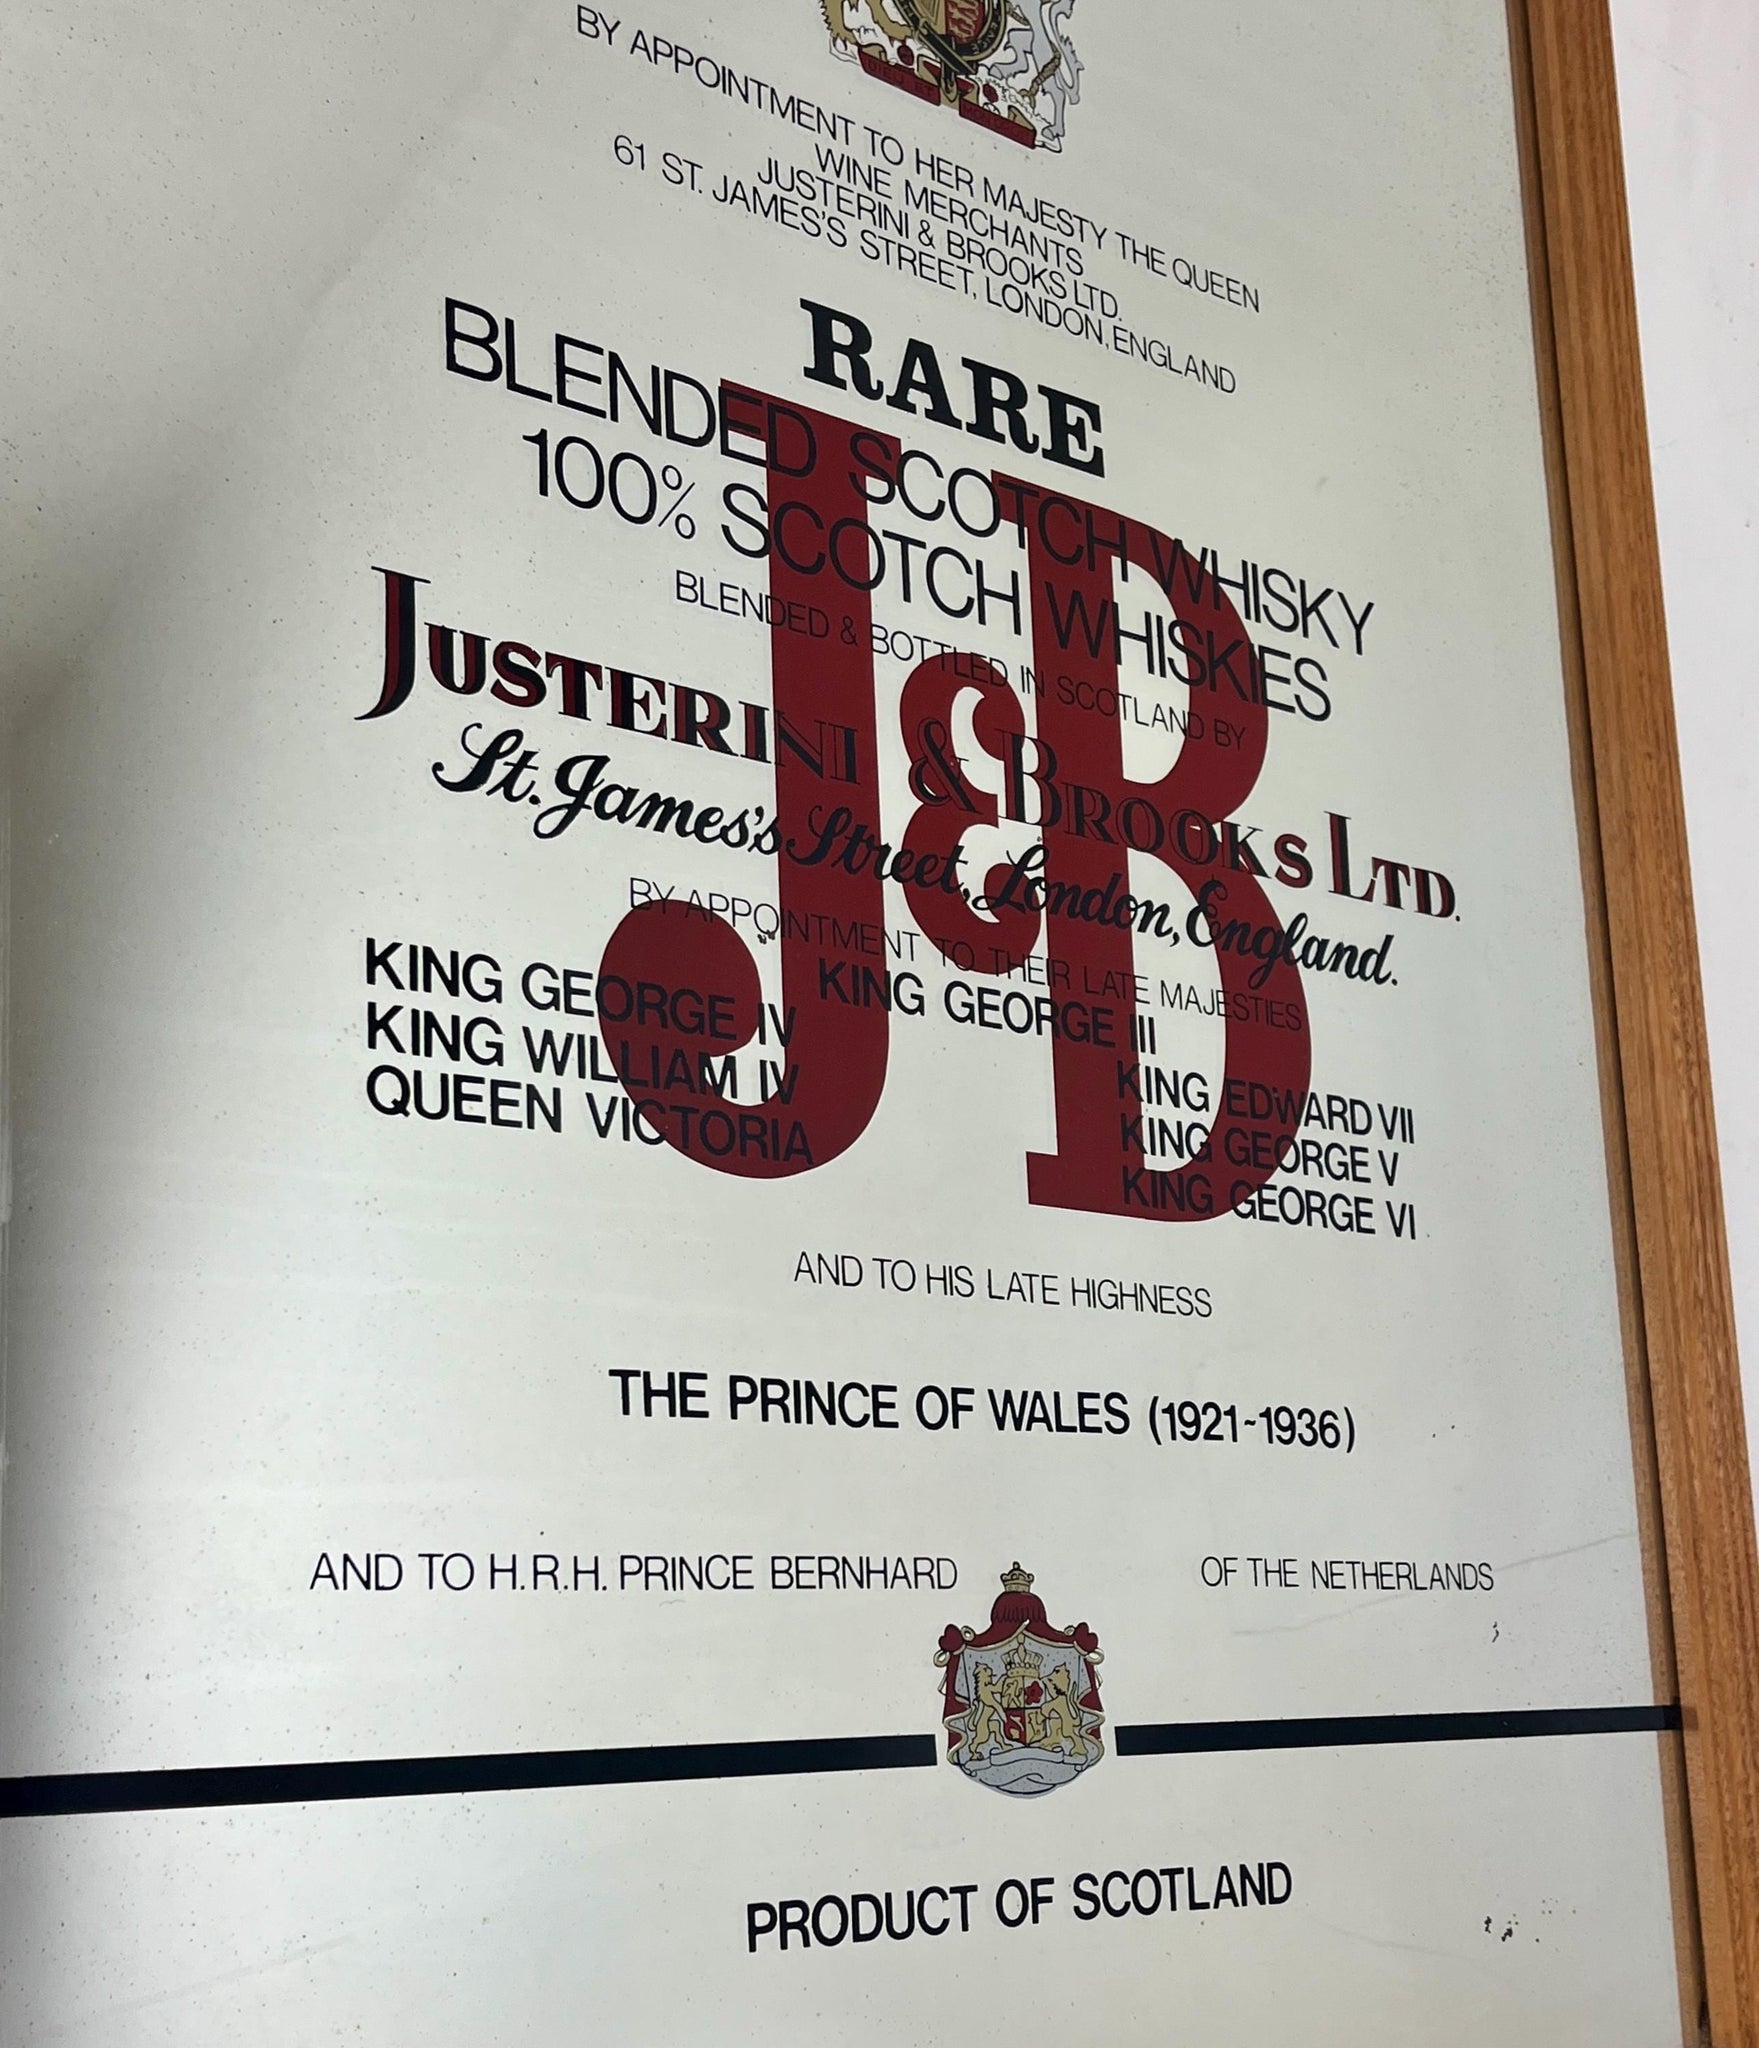 BY APPOINTMENT TO HER MAJESTY THE QUEEN
WINE MERCHANTS
JUSTERINI & BROOKS LTD.
61 ST. JAMES'S STREET, LONDON, ENGLAND
RARE
BLENDED SCOTCH WHISKY
100% SCOTCH WHISKIES
J&B
BLENDED & BOTTLED IN SCOTLAND BY
JUSTERINI & BROOKS LTD.
St. James's Street, London, England.
BY APPOINTMENT TO THEIR LATE MAJESTIES
KING GEORGE III
KING GEORGE IV
KING WILLIAM IV
QUEEN VICTORIA
KING EDWARD VII
KING GEORGE V
KING GEORGE VI
AND TO HIS LATE HIGHNESS
THE PRINCE OF WALES (1921-1936)
AND TO H.R.H. PRINCE BERNHARD OF THE NETHERLANDS
PRODUCT OF SCOTLAND